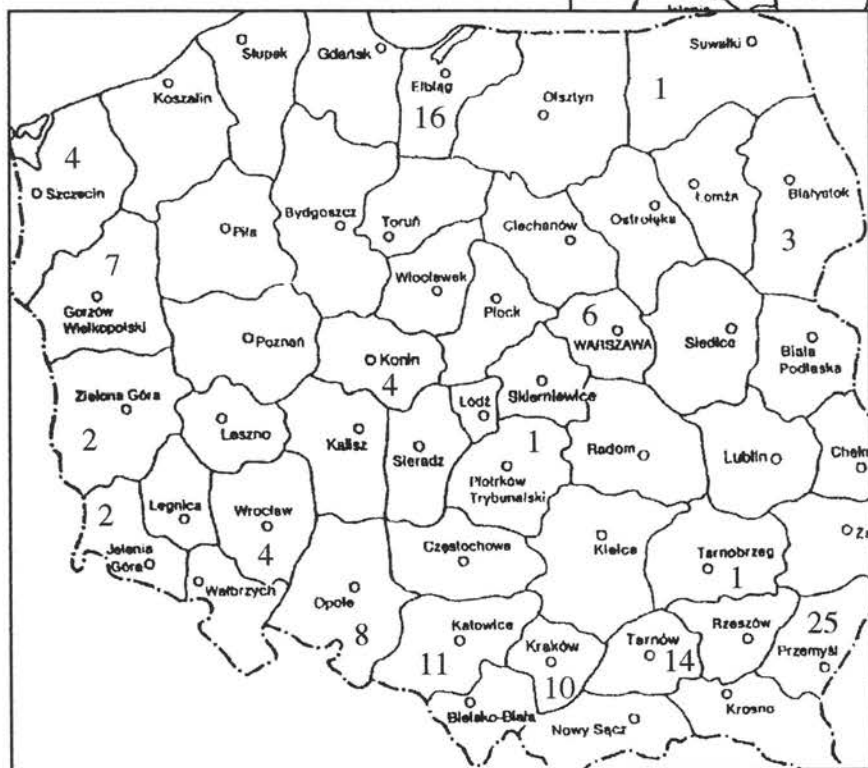 Jelenia
Słupsk
Gdańsk
Suwałki
Koszalin
Elbląg
16
Olsztyn
1
4
Szczecin
Łomża
Białystok
Bydgoszcz
Piła
Toruń
Ciechanów
Ostrołęka
3
7
Włocławek
Gorzów
Wielkopolski
Płock
6
WARSZAWA
Siedlce
Poznań
Konin
4
Biała
Podlaska
Zielona Góra
Łódź
Skierniewice
2
Leszno
Kalisz
Sieradz
1
Radom
Lublin
Piotrków
Trybunalski
2
Legnica
Wrocław
4
Jelenia
Góra
Częstochowa
Kielce
Tarnobrzeg
1
Wałbrzych
Opole
8
Katowice
11
Kraków
10
Tarnów
14
Rzeszów
25
Przemyśl
Bielsko-Biała
Nowy Sącz
Krosno